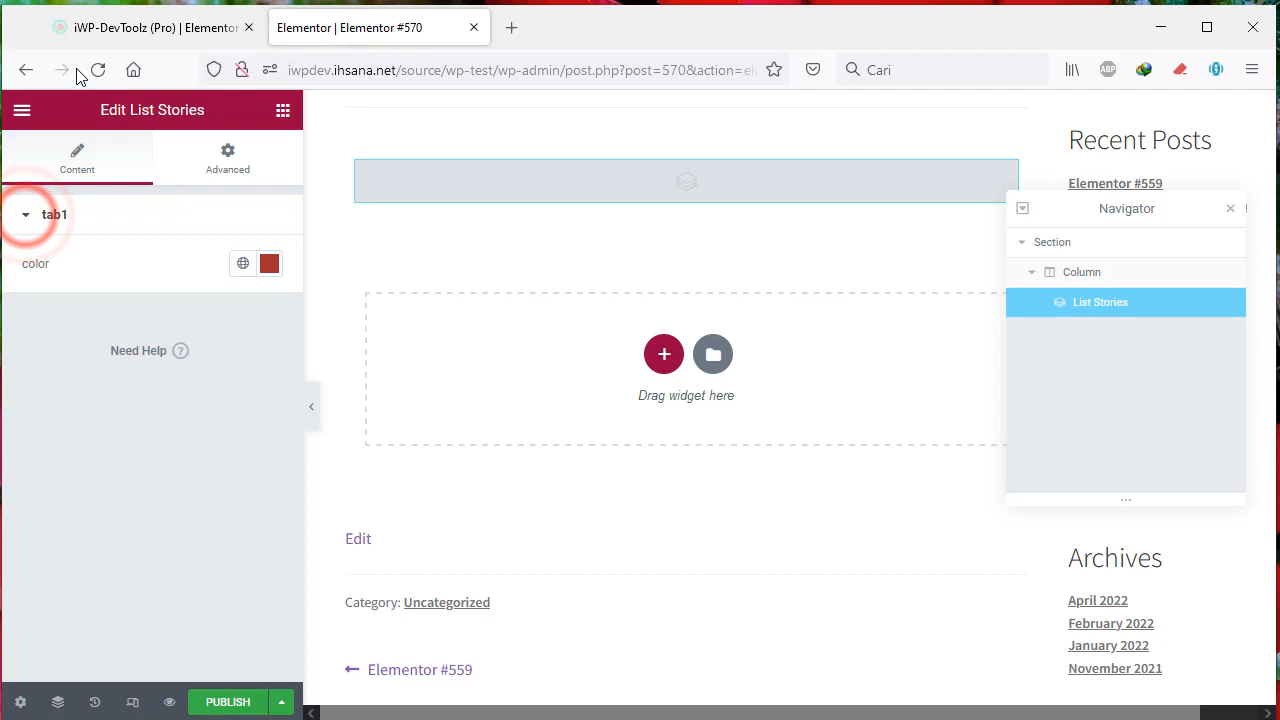 iWP-DevToolz (Pro) | Elementor
Elementor | Elementor #570
iwpdev.ihsana.net/source/wp-test/wp-admin/post.php?post=570&action=el
Cari
ABP
Edit List Stories
Content
Advanced
tab1
color
Need Help ?
PUBLISH
Drag widget here
Edit
Category: Uncategorized
Elementor #559
Recent Posts
Elementor #559
Navigator
Section
Column
List Stories
Archives
April 2022
February 2022
January 2022
November 2021